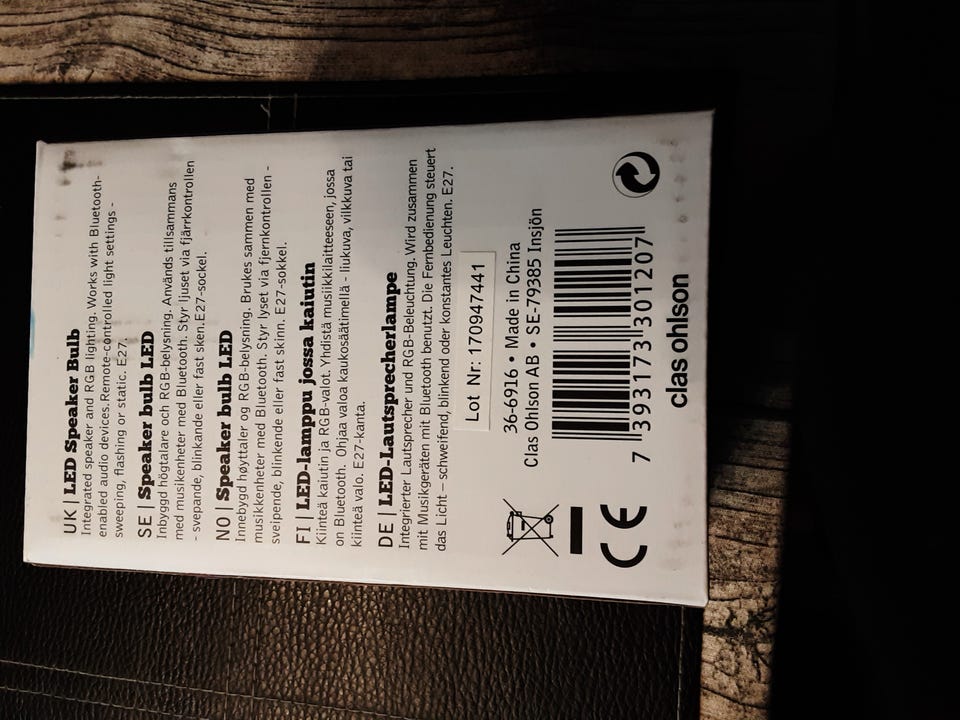 UK | LED Speaker Bulb
Integrated speaker and RGB lighting. Works with Bluetooth-
enabled audio devices. Remote-controlled light settings -
sweeping, flashing or static. E27.
SE | Speaker bulb LED
Inbyggd högtalare och RGB-belysning. Används tillsammans
med musikenheter med Bluetooth. Styr ljuset via fjärrkontrollen
- svepande, blinkande eller fast sken. E27-sockel.
NO | Speaker bulb LED
Innebygd høyttaler og RGB-belysning. Brukes sammen med
musikkenheter med Bluetooth. Styr lyset via fjernkontrollen -
sveipende, blinkende eller fast skinn. E27-sokkel.
FI | LED-lamppu jossa kaiutin
Kiinteä kaiutin ja RGB-valot. Yhdistä musiikkilaitteeseen, jossa
on Bluetooth. Ohjaa valoa kaukosäätimellä - liukuva, vilkkuva tai
kiinteä valo. E27-kanta.
DE | LED-Lautsprecherlampe
Integrierter Lautsprecher und RGB-Beleuchtung. Wird zusammen
mit Musikgeräten mit Bluetooth benutzt. Die Fernbedienung steuert
das Licht – schweifend, blinkend oder konstantes Leuchten. E27.
Lot Nr: 170947441
36-6916 • Made in China
Clas Ohlson AB • SE-79385 Insjön
7 393173 301207
CE
clas ohlson